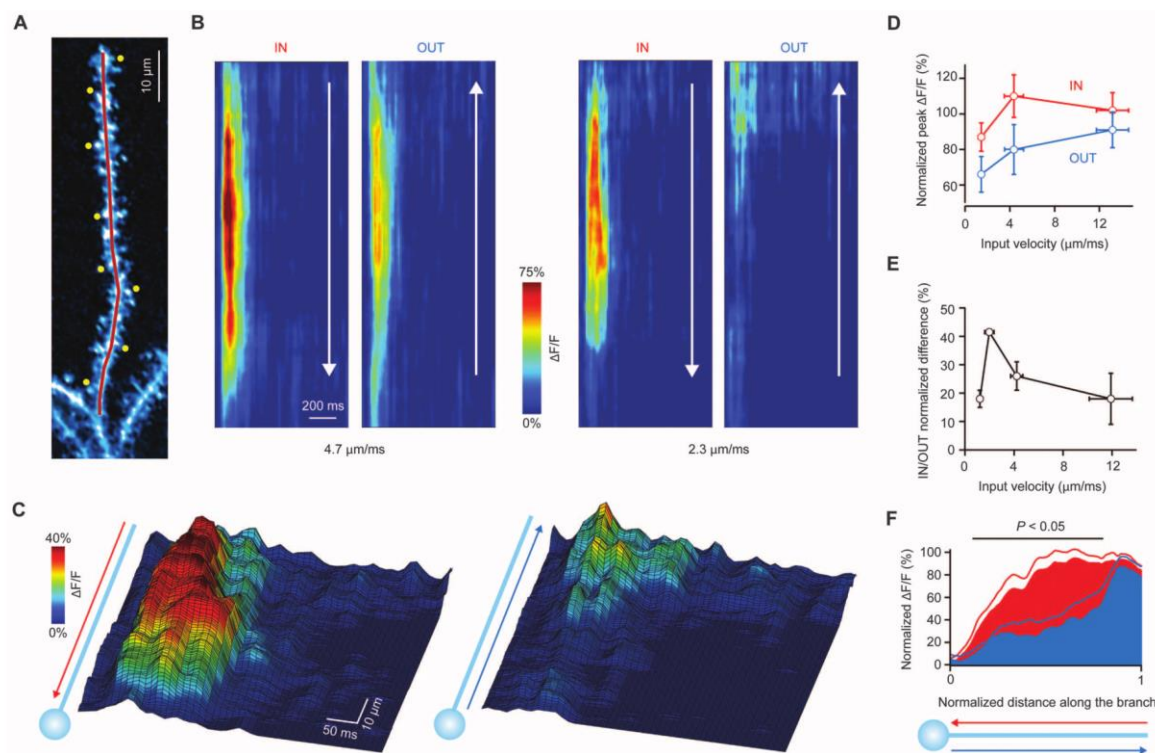 A
10 µm
B
IN
OUT
IN
OUT
200 ms
75%
ΔF/F
0%
4.7 µm/ms
2.3 µm/ms
C
40%
ΔF/F
0%
50 ms
10 µm
D
Normalized peak ΔF/F (%)
120
100
80
60
IN
OUT
0
4
8
12
Input velocity (µm/ms)
E
IN/OUT normalized difference (%)
50
40
30
20
10
0
0
4
8
12
Input velocity (µm/ms)
F
P < 0.05
Normalized ΔF/F (%)
100
80
60
40
20
0
0
1
Normalized distance along the branch